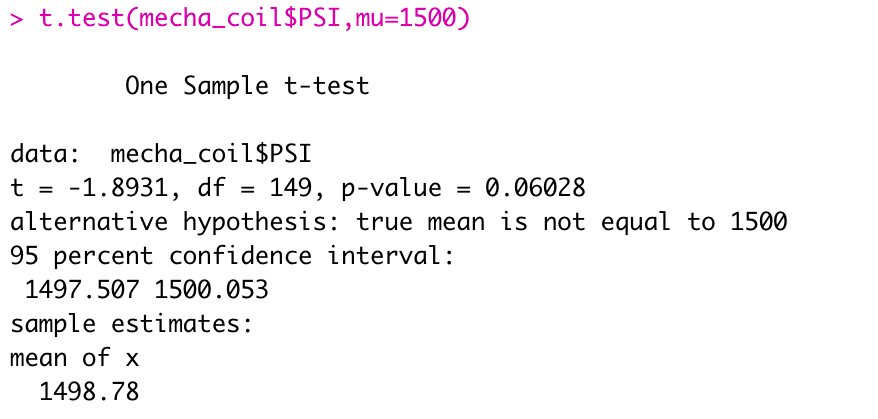 > t.test(mecha_coil$PSI,mu=1500)
One Sample t-test
data:  mecha_coil$PSI
t = -1.8931, df = 149, p-value = 0.06028
alternative hypothesis: true mean is not equal to 1500
95 percent confidence interval:
1497.507 1500.053
sample estimates:
mean of x
1498.78